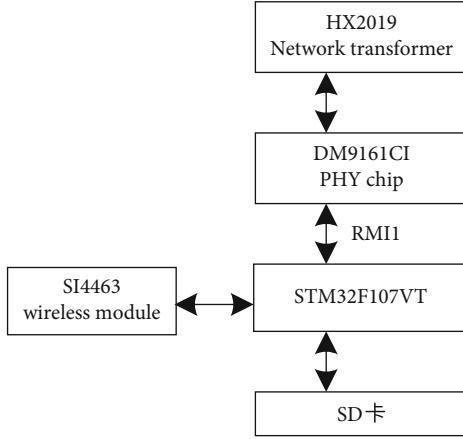 HX2019
Network transformer
DM9161CI
PHY chip
RMI1
SI4463
wireless module
STM32F107VT
SD卡